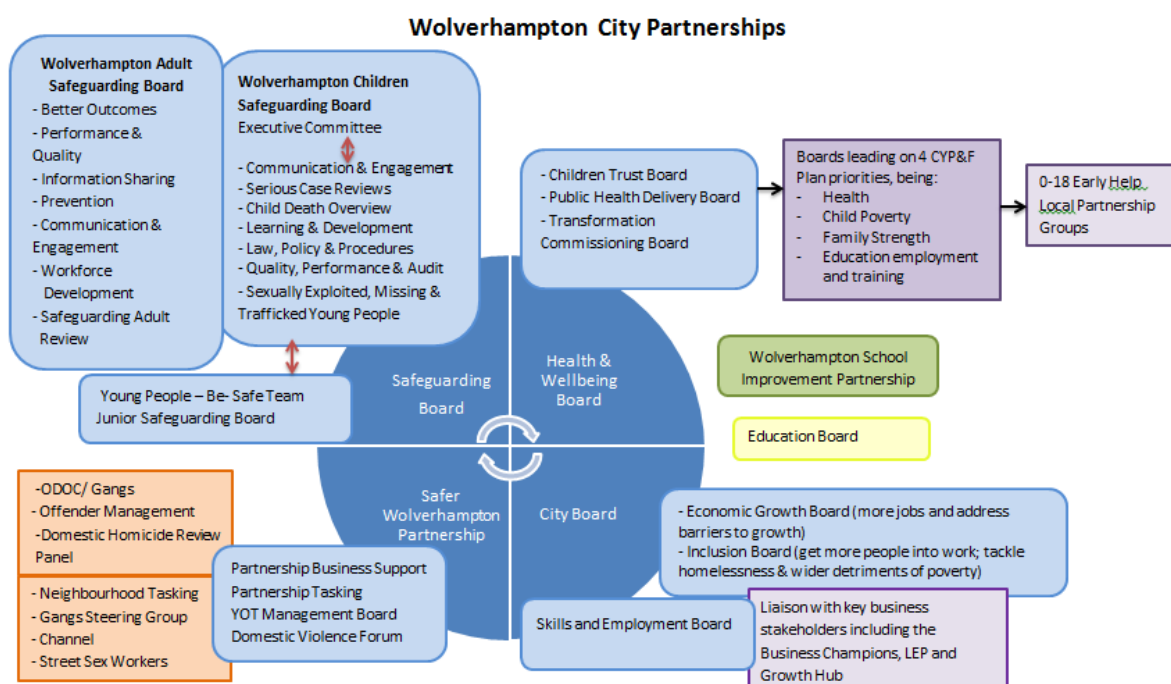 Wolverhampton City Partnerships
Wolverhampton Adult
Safeguarding Board
- Better Outcomes
- Performance &
Quality
- Information Sharing
- Prevention
- Communication &
Engagement
- Workforce
Development
- Safeguarding Adult
Review
Wolverhampton Children
Safeguarding Board
Executive Committee
- Communication & Engagement
- Serious Case Reviews
- Child Death Overview
- Learning & Development
- Law, Policy & Procedures
- Quality, Performance & Audit
- Sexually Exploited, Missing &
Trafficked Young People
- Children Trust Board
- Public Health Delivery Board
- Transformation
Commissioning Board
Boards leading on 4 CYP&F
Plan priorities, being:
- Health
- Child Poverty
- Family Strength
- Education employment
and training
0-18 Early Help
Local Partnership
Groups
Young People – Be- Safe Team
Junior Safeguarding Board
Safeguarding
Board
Health &
Wellbeing
Board
Wolverhampton School
Improvement Partnership
Education Board
Safer
Wolverhampton
Partnership
City Board
-ODOC/ Gangs
- Offender Management
-Domestic Homicide Review
Panel
- Neighbourhood Tasking
- Gangs Steering Group
- Channel
- Street Sex Workers
Partnership Business Support
Partnership Tasking
YOT Management Board
Domestic Violence Forum
- Economic Growth Board (more jobs and address
barriers to growth)
- Inclusion Board (get more people into work; tackle
homelessness & wider detriments of poverty)
Skills and Employment Board
Liaison with key business
stakeholders including the
Business Champions, LEP and
Growth Hub